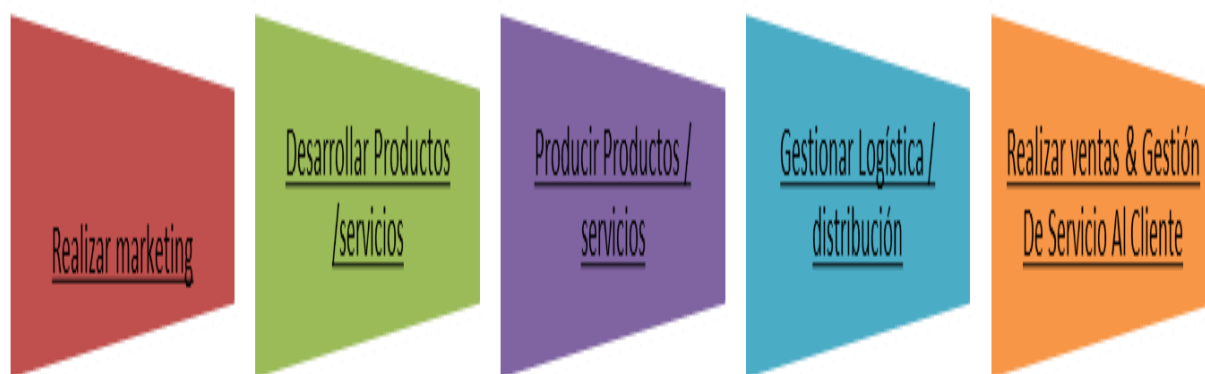 Realizar marketing
Desarrollar Productos
/servicios
Producir Productos /
servicios
Gestionar Logística /
distribución
Realizar ventas & Gestión
De Servicio Al Cliente